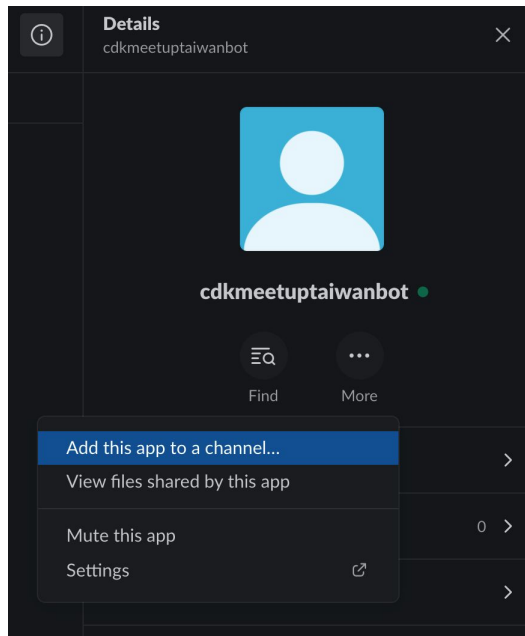 Details
cdkmeetuptaiwanbot
cdkmeetuptaiwanbot
Find
More
Add this app to a channel...
View files shared by this app
0
Mute this app
Settings